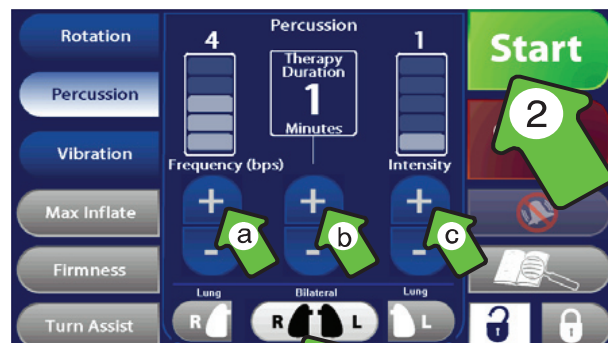 Rotation
Percussion
Vibration
Max Inflate
Firmness
Turn Assist
Percussion
4
Therapy
Duration
1
Minutes
1
Frequency (bps)
Intensity
+
+
+
a
b
c
-
-
-
Lung
Bilateral
Lung
R
R L
L
Start
2